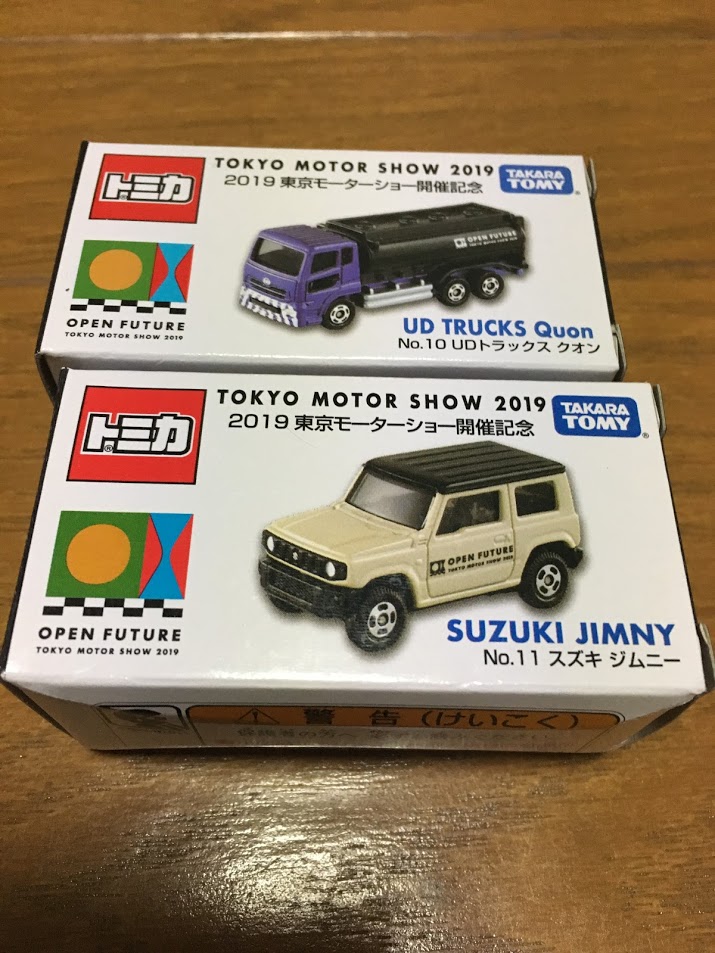 トミカ
TOKYO MOTOR SHOW 2019
2019 東京モーターショー開催記念
TAKARA TOMY
OPEN FUTURE
TOKYO MOTOR SHOW 2019
OPEN FUTURE
TOKYO MOTOR SHOW 2019
UD TRUCKS Quon
No.10 UDトラックス クオン
トミカ
TOKYO MOTOR SHOW 2019
2019 東京モーターショー開催記念
TAKARA TOMY
OPEN FUTURE
TOKYO MOTOR SHOW 2019
OPEN FUTURE
TOKYO MOTOR SHOW 2019
SUZUKI JIMNY
No.11 スズキ ジムニー
警告(けいこく)